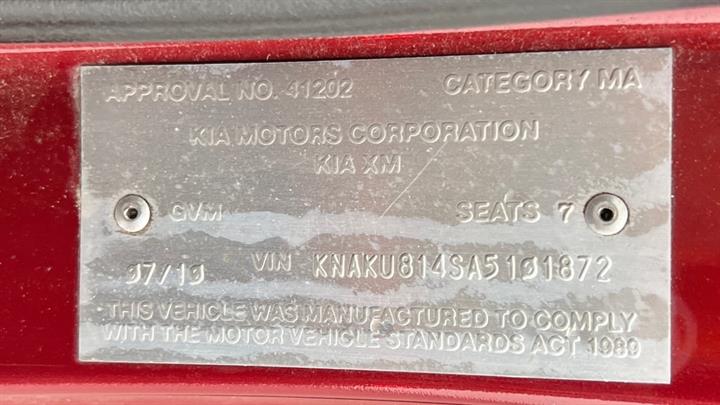 APPROVAL NO. 41202 CATEGORY MA
KIA MOTORS CORPORATION
KIA XM
GVM SEATS 7
07/10 VIN KNAKU814SA5101872
THIS VEHICLE WAS MANUFACTURED TO COMPLY
WITH THE MOTOR VEHICLE STANDARDS ACT 1989